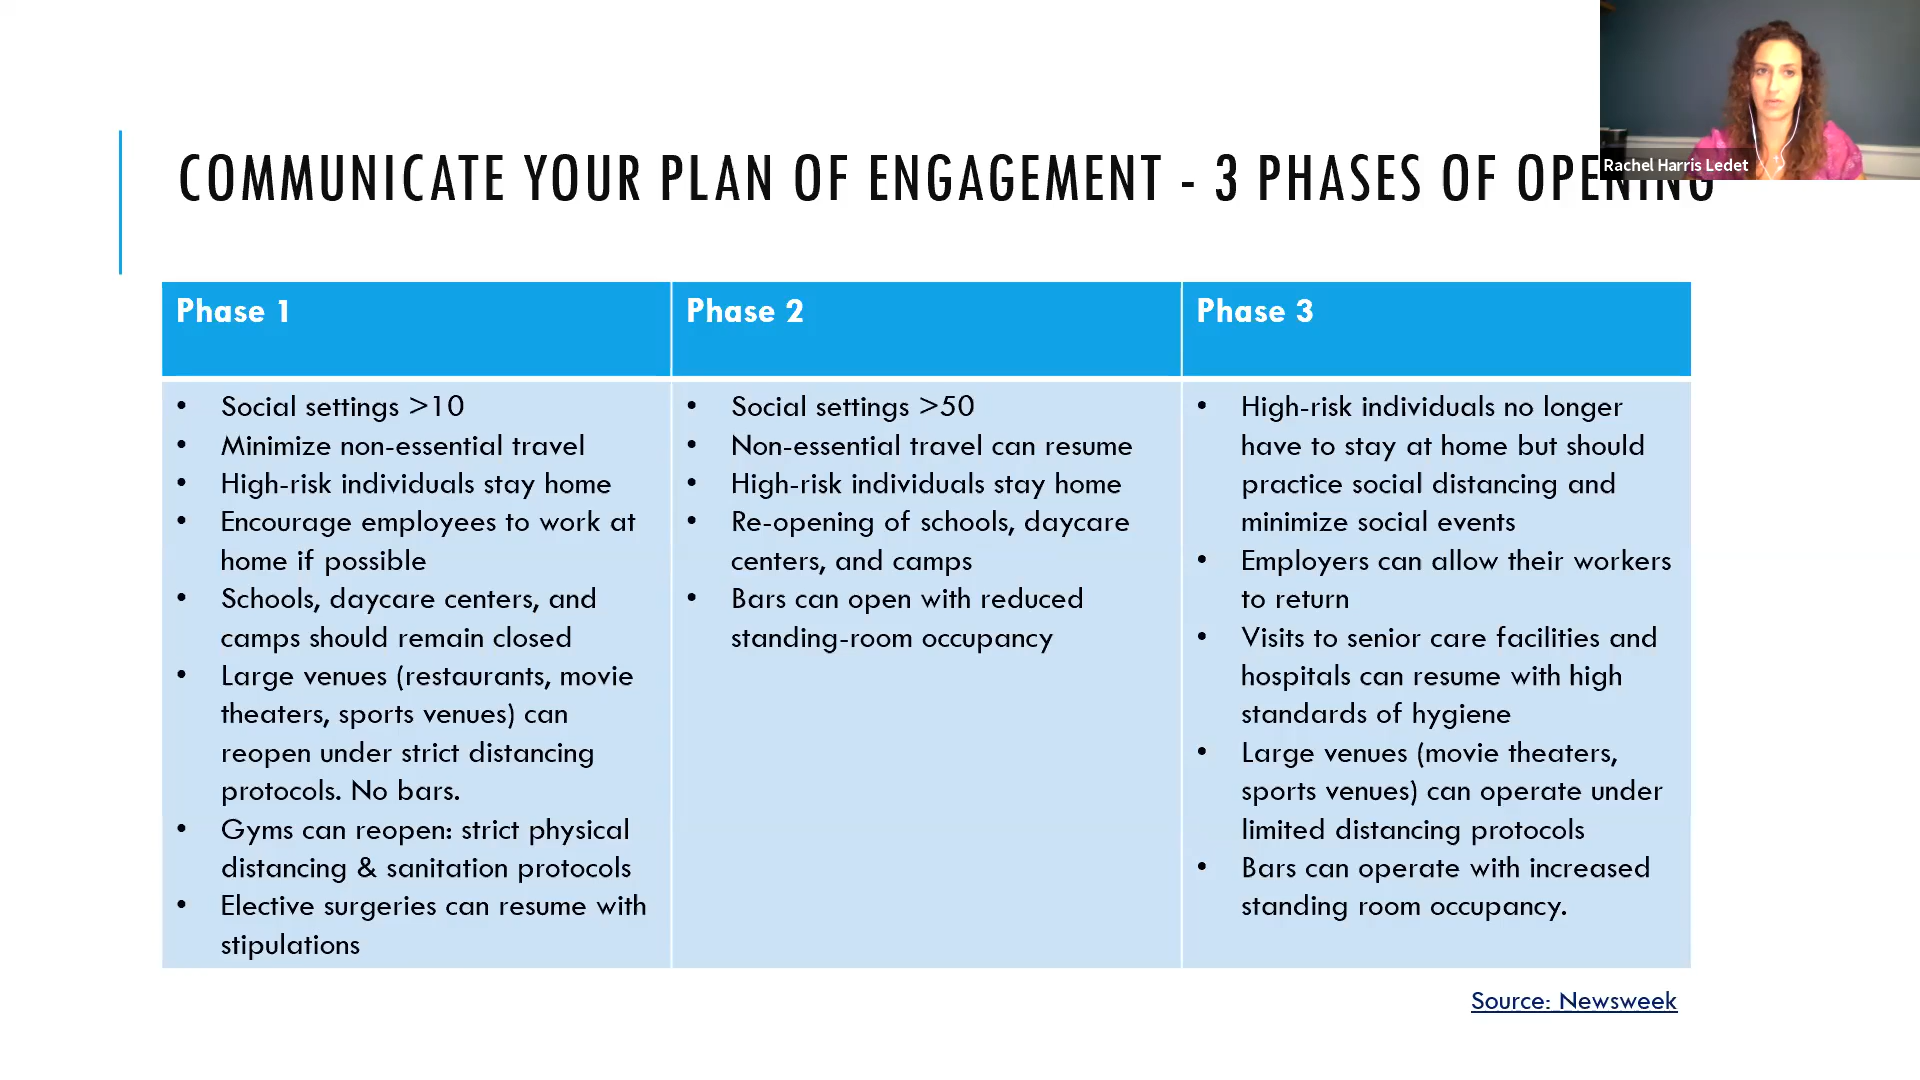 Rachel Harris Ledet
COMMUNICATE YOUR PLAN OF ENGAGEMENT - 3 PHASES OF OPENING
Phase 1
• Social settings >10
• Minimize non-essential travel
• High-risk individuals stay home
• Encourage employees to work at
home if possible
• Schools, daycare centers, and
camps should remain closed
• Large venues (restaurants, movie
theaters, sports venues) can
reopen under strict distancing
protocols. No bars.
• Gyms can reopen: strict physical
distancing & sanitation protocols
• Elective surgeries can resume with
stipulations
Phase 2
• Social settings >50
• Non-essential travel can resume
• High-risk individuals stay home
• Re-opening of schools, daycare
centers, and camps
• Bars can open with reduced
standing-room occupancy
Phase 3
• High-risk individuals no longer
have to stay at home but should
practice social distancing and
minimize social events
• Employers can allow their workers
to return
• Visits to senior care facilities and
hospitals can resume with high
standards of hygiene
• Large venues (movie theaters,
sports venues) can operate under
limited distancing protocols
• Bars can operate with increased
standing room occupancy.
Source: Newsweek